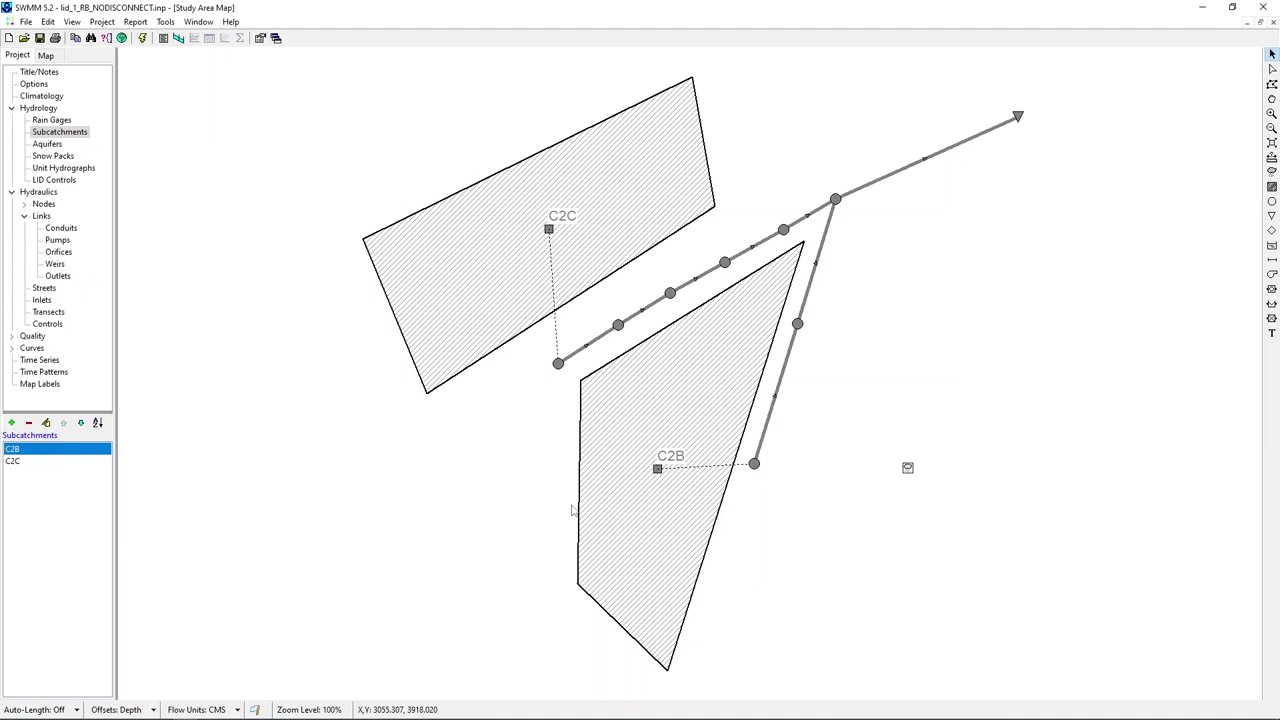 SWMM 5.2 - lid_1_RB_NODISCONNECT.inp - [Study Area Map]
File Edit View Project Report Tools Window Help
Project Map
Title/Notes
Options
Climatology
Hydrology
Rain Gages
Subcatchments
Aquifers
Snow Packs
Unit Hydrographs
LID Controls
Hydraulics
Nodes
Links
Conduits
Pumps
Orifices
Weirs
Outlets
Streets
Inlets
Transects
Controls
Quality
Curves
Time Series
Time Patterns
Map Labels
Subcatchments
C2B
C2C
C2C
C2B
T
Auto-Length: Off Offsets: Depth Flow Units: CMS Zoom Level: 100% X,Y: 3055.307, 3918.020